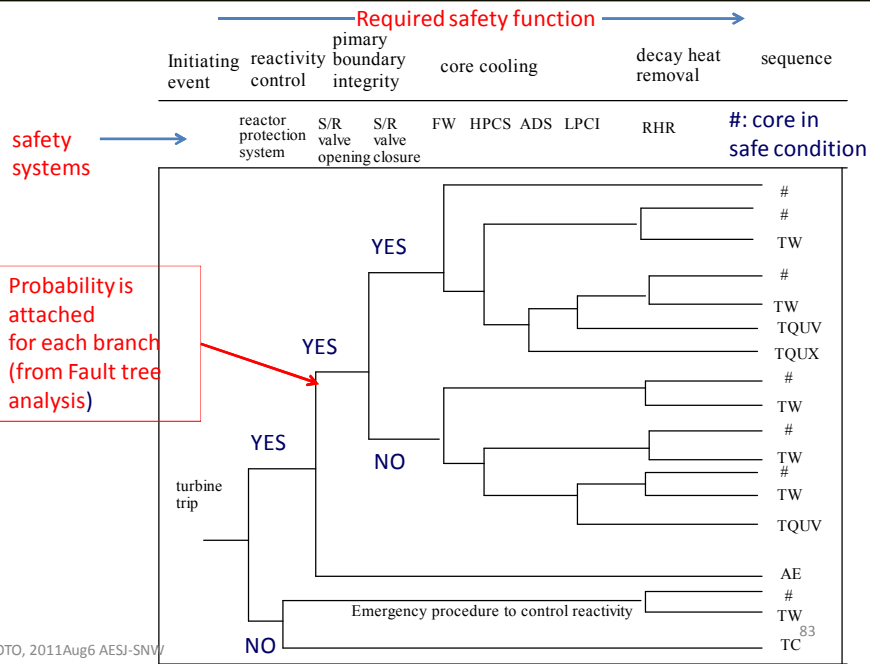 Required safety function
Initiating event
reactivity control
pimary boundary integrity
core cooling
decay heat removal
sequence
safety systems
reactor protection system
S/R valve opening
S/R valve closure
FW
HPCS
ADS
LPCI
RHR
#: core in safe condition
#
#
TW
YES
#
TW
TQUV
TQUX
Probability is
attached
for each branch
(from Fault tree
analysis)
YES
#
TW
YES
NO
#
TW
#
TW
TQUV
turbine
trip
AE
#
Emergency procedure to control reactivity
TW
NO
TC
83
OTO, 2011Aug6 AESJ-SNW